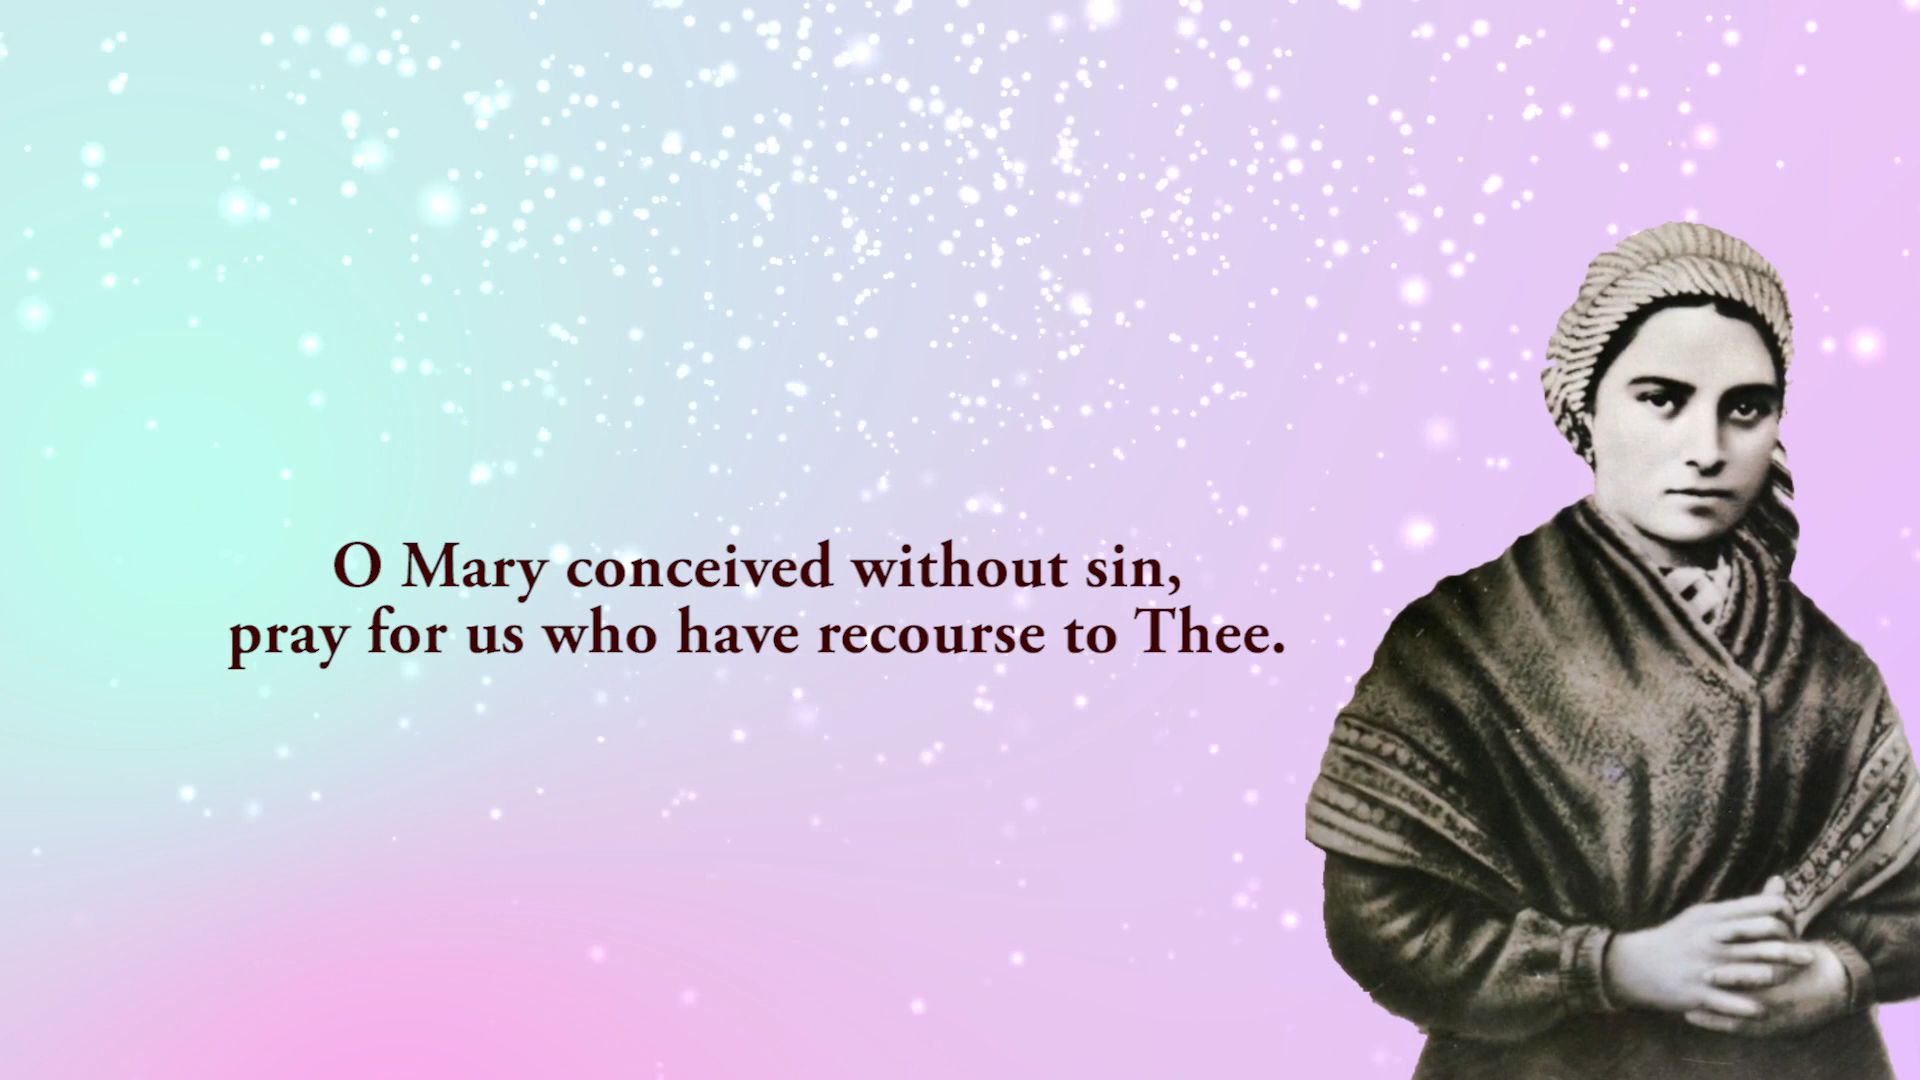 O Mary conceived without sin,
pray for us who have recourse to Thee.